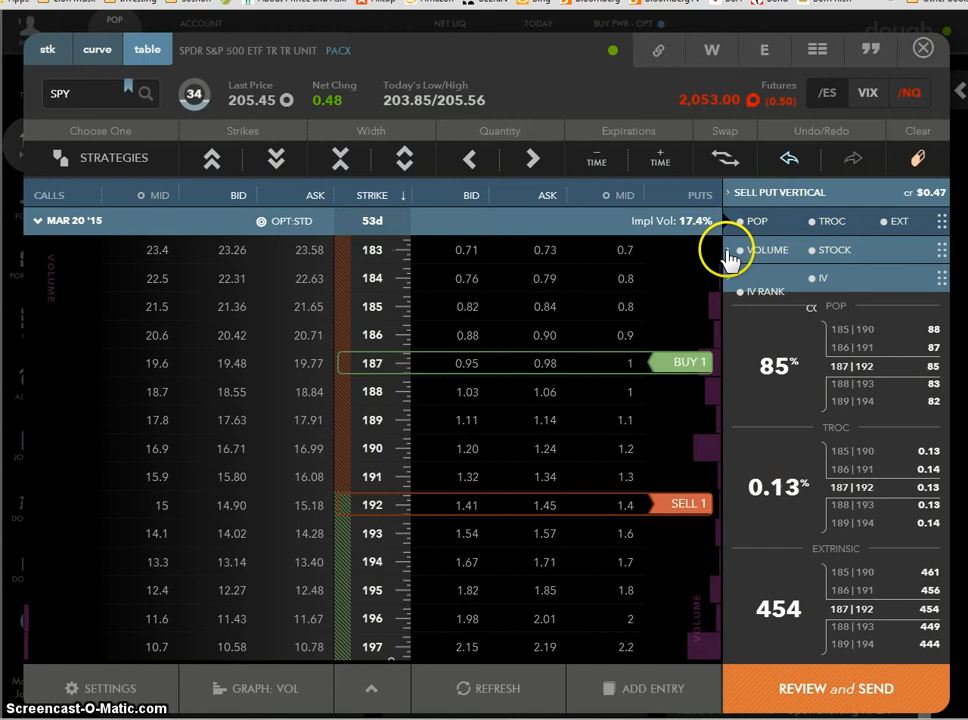 POP ACCOUNT NET LIQ TODAY BUY PWR - OPT
stk curve table SPDR S&P 500 ETF TR TR UNIT PACX W E
SPY 34 Last Price Net Chng Today's Low/High Futures /ES VIX /NQ
205.45 0.48 203.85/205.56 2,053.00 (0.50)
Choose One Strikes Width Quantity Expirations Swap Undo/Redo Clear
STRATEGIES − TIME + TIME
CALLS MID BID ASK STRIKE ↓ BID ASK MID PUTS SELL PUT VERTICAL cr $0.47
MAR 20 '15 OPT:STD 53d Impl Vol: 17.4% POP TROC EXT
23.4 23.26 23.58 183 0.71 0.73 0.7 VOLUME STOCK
22.5 22.31 22.63 184 0.76 0.79 0.8 IV
IV RANK
21.5 21.36 21.65 185 0.82 0.84 0.8 POP
20.6 20.42 20.71 186 0.88 0.90 0.9
19.6 19.48 19.77 187 0.95 0.98 1 BUY 1
18.7 18.55 18.84 188 1.03 1.06 1
17.8 17.63 17.91 189 1.11 1.14 1.1
16.9 16.71 16.99 190 1.20 1.24 1.2
15.9 15.80 16.08 191 1.32 1.34 1.3
15 14.90 15.18 192 1.41 1.45 1.4 SELL 1
14.1 14.02 14.28 193 1.54 1.57 1.6
13.3 13.14 13.40 194 1.67 1.71 1.7
12.4 12.27 12.48 195 1.82 1.85 1.8
11.6 11.43 11.67 196 1.98 2.01 2
10.7 10.58 10.78 197 2.15 2.19 2.2
VOLUME
VOLUME
85%
185|190 88
186|191 87
187|192 85
188|193 83
189|194 82
TROC
0.13%
185|190 0.13
186|191 0.14
187|192 0.13
188|193 0.13
189|194 0.14
EXTRINSIC
454
185|190 461
186|191 456
187|192 454
188|193 449
189|194 444
SETTINGS GRAPH: VOL REFRESH ADD ENTRY REVIEW and SEND
Screencast-O-Matic.com